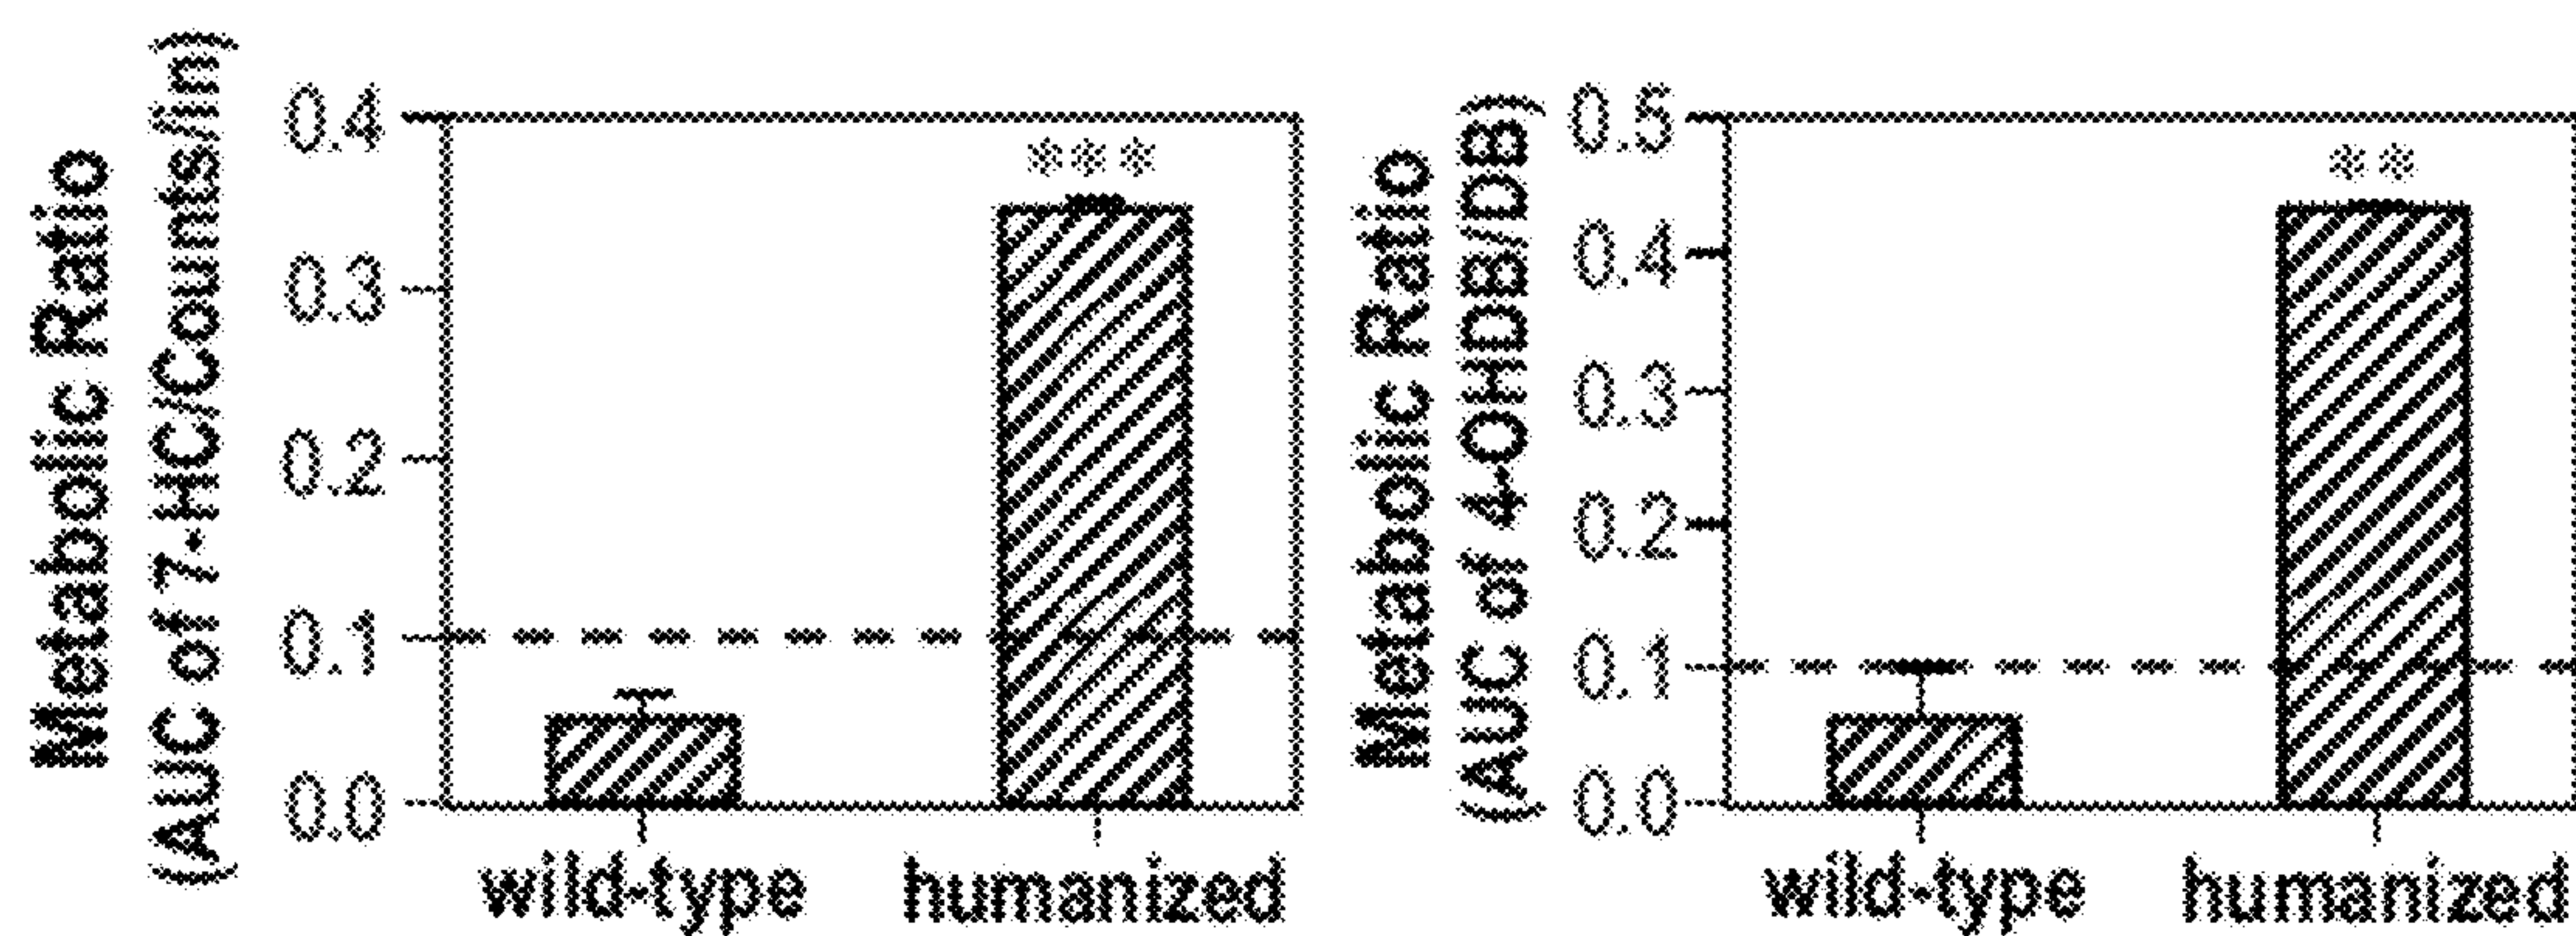 Metabolic Ratio
(AUC of 7-HC/Counts/in)
0.4
0.3
0.2
0.1
0.0
***
wild-type humanized
Metabolic Ratio
(AUC of 4-OHDB/DB)
0.5
0.4
0.3
0.2
0.1
0.0
**
wild-type humanized